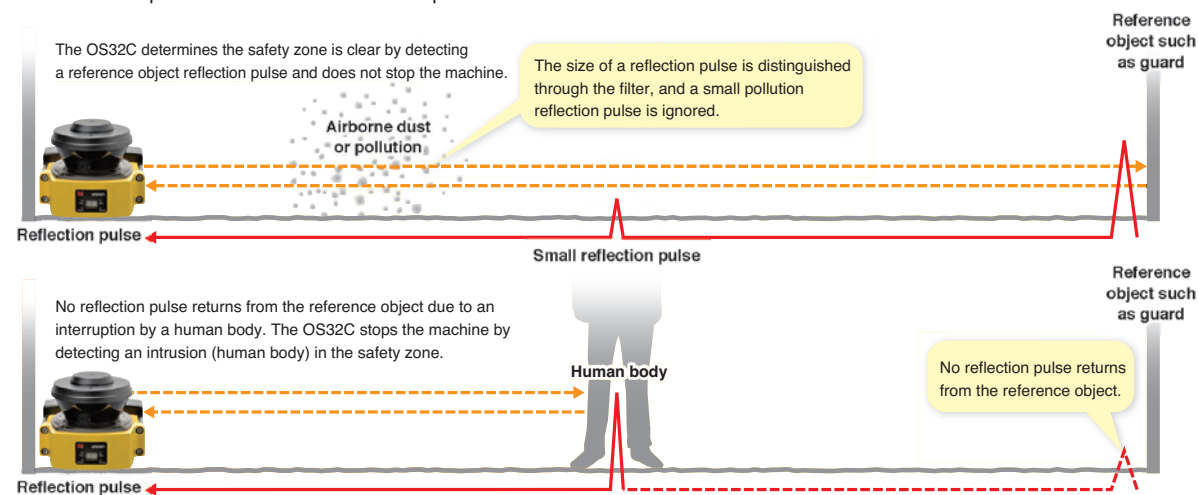 Reference
object such
as guard
The OS32C determines the safety zone is clear by detecting
a reference object reflection pulse and does not stop the machine.
The size of a reflection pulse is distinguished
through the filter, and a small pollution
reflection pulse is ignored.
Airborne dust
or pollution
Reflection pulse
Small reflection pulse
Reference
object such
as guard
No reflection pulse returns from the reference object due to an
interruption by a human body. The OS32C stops the machine by
detecting an intrusion (human body) in the safety zone.
Human body
No reflection pulse returns
from the reference object.
Reflection pulse